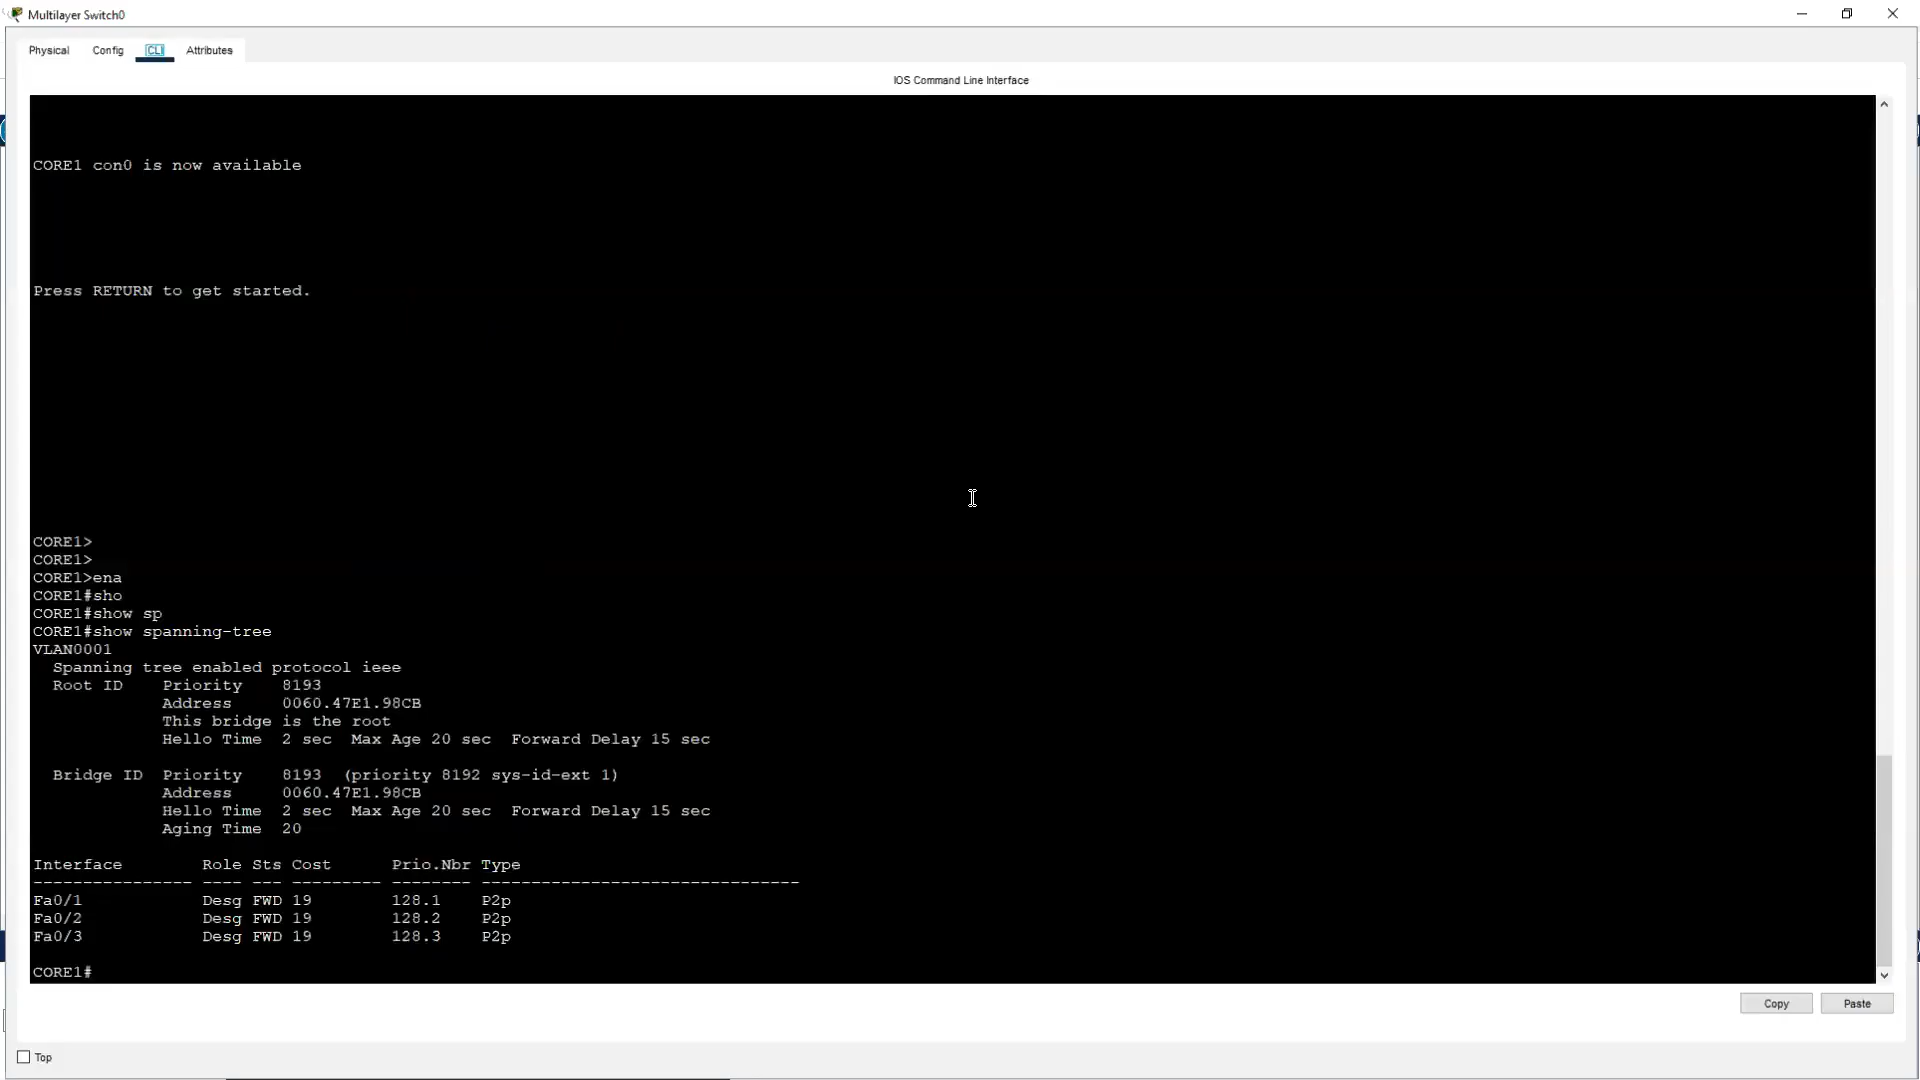 Multilayer Switch0
Physical Config CLI Attributes
IOS Command Line Interface
CORE1 con0 is now available
Press RETURN to get started.
CORE1>
CORE1>
CORE1>ena
CORE1#sho
CORE1#show sp
CORE1#show spanning-tree
VLAN0001
  Spanning tree enabled protocol ieee
  Root ID    Priority    8193
             Address     0060.47E1.98CB
             This bridge is the root
             Hello Time  2 sec  Max Age 20 sec  Forward Delay 15 sec
  Bridge ID  Priority    8193  (priority 8192 sys-id-ext 1)
             Address     0060.47E1.98CB
             Hello Time  2 sec  Max Age 20 sec  Forward Delay 15 sec
             Aging Time  20
Interface        Role Sts Cost      Prio.Nbr Type
---------------- ---- --- --------- -------- --------------------------------
Fa0/1            Desg FWD 19        128.1    P2p
Fa0/2            Desg FWD 19        128.2    P2p
Fa0/3            Desg FWD 19        128.3    P2p
CORE1#
Copy Paste
Top